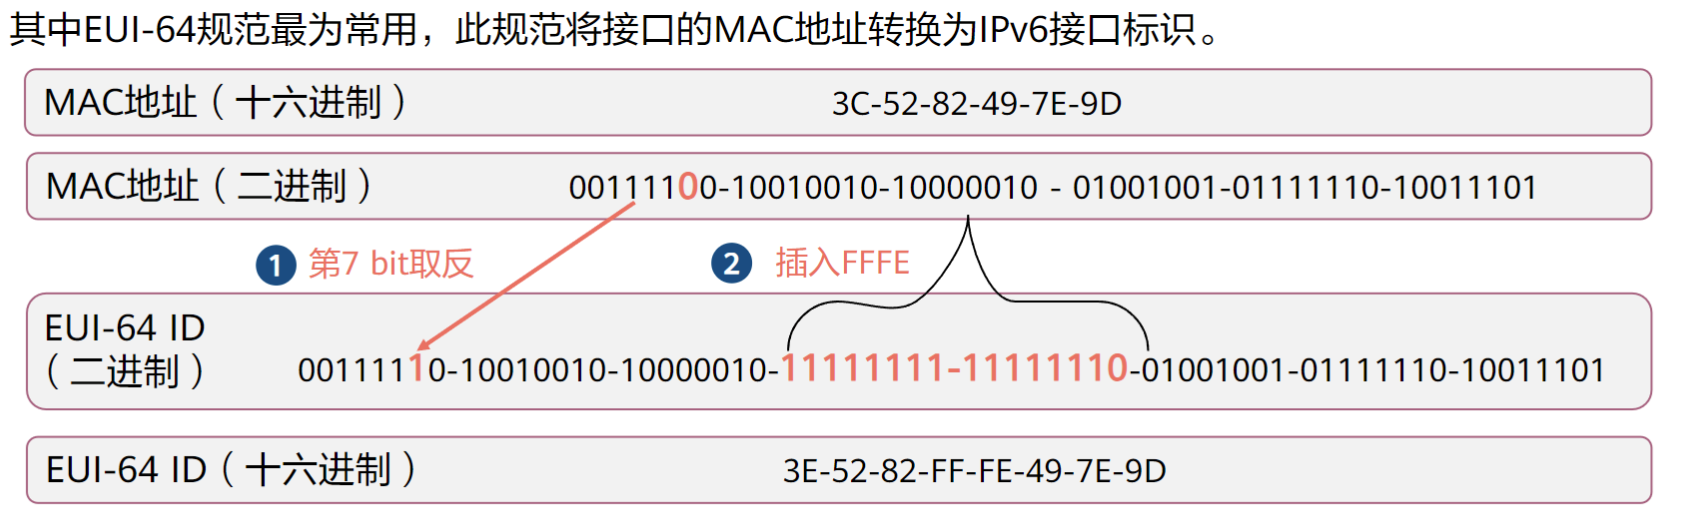 其中EUI-64规范最为常用，此规范将接口的MAC地址转换为IPv6接口标识。
MAC地址（十六进制） 3C-52-82-49-7E-9D
MAC地址（二进制） 00111100-10010010-10000010 - 01001001-01111110-10011101
1 第7 bit取反 2 插入FFFE
EUI-64 ID
（二进制） 00111110-10010010-10000010-11111111-11111110-01001001-01111110-10011101
EUI-64 ID（十六进制） 3E-52-82-FF-FE-49-7E-9D